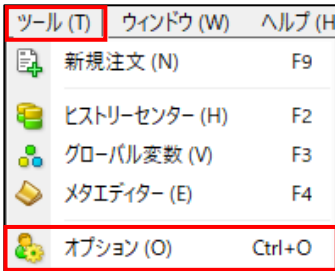 ツール (T) ウィンドウ (W) ヘルプ (H
新規注文 (N) F9
ヒストリーセンター (H) F2
グローバル変数 (V) F3
メタエディター (E) F4
オプション (O) Ctrl+O